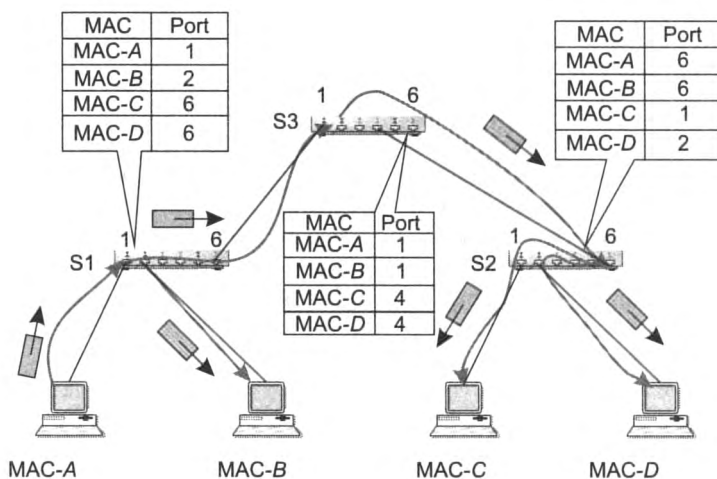 MAC Port
MAC-A 1
MAC-B 2
MAC-C 6
MAC-D 6
MAC Port
MAC-A 6
MAC-B 6
MAC-C 1
MAC-D 2
1 6
S3
MAC Port
MAC-A 1
MAC-B 1
MAC-C 4
MAC-D 4
1 6
S1
1 6
S2
MAC-A MAC-B MAC-C MAC-D